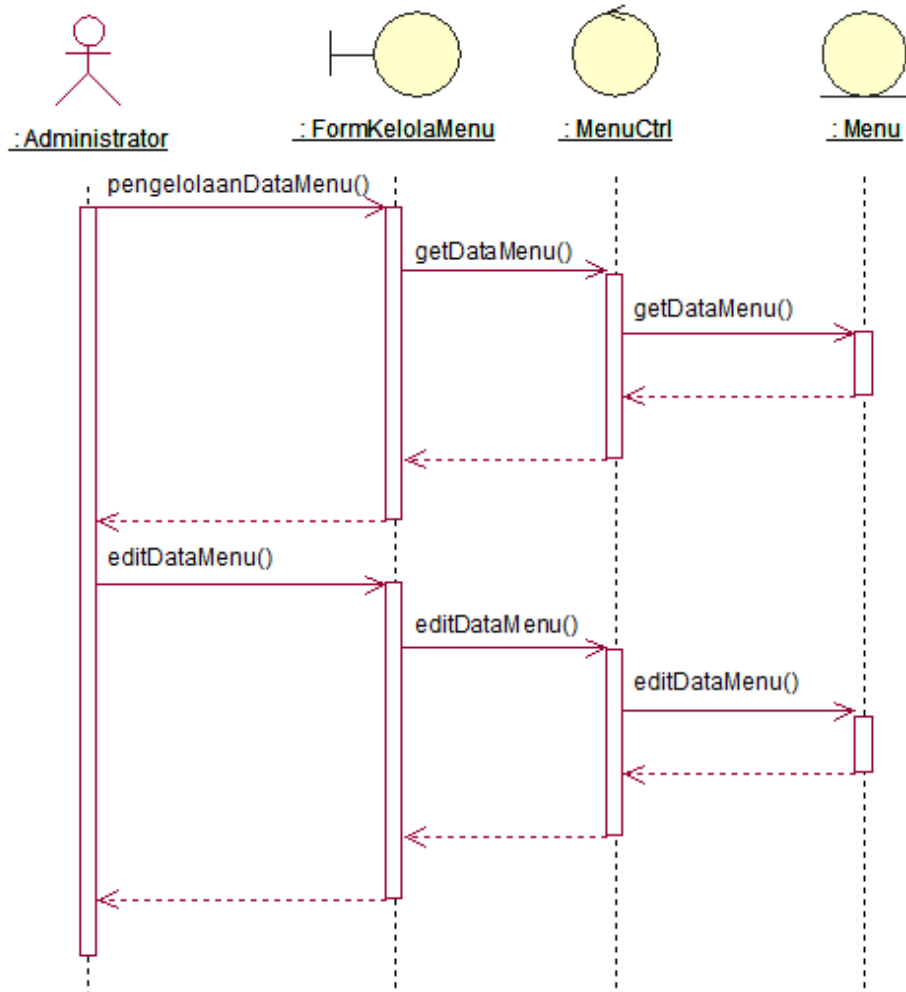 : Administrator
: FormKelolaMenu
: MenuCtrl
: Menu
pengelolaanDataMenu()
getDataMenu()
getDataMenu()
editDataMenu()
editDataMenu()
editDataMenu()